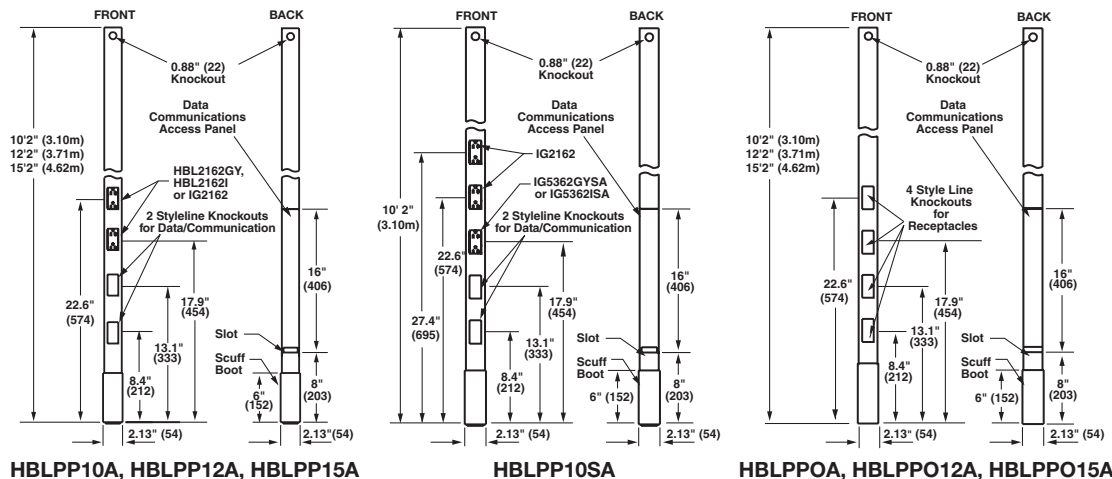 FRONT
BACK
0.88" (22)
Knockout
Data
Communications
Access Panel
10'2" (3.10m)
12'2" (3.71m)
15'2" (4.62m)
HBL2162GY,
HBL2162I
or IG2162
2 Styleline Knockouts
for Data/Communication
22.6"
(574)
17.9"
(454)
13.1"
(333)
8.4"
(212)
16"
(406)
Slot
Scuff
Boot
6"
(152)
8"
(203)
2.13" (54)
2.13" (54)
HBLPP10A, HBLPP12A, HBLPP15A
FRONT
BACK
0.88" (22)
Knockout
Data
Communications
Access Panel
IG2162
IG5362GYSA
or IG5362ISA
2 Styleline Knockouts
for Data/Communication
10' 2"
(3.10m)
22.6"
(574)
27.4"
(695)
17.9"
(454)
13.1"
(333)
8.4"
(212)
16"
(406)
Slot
Scuff
Boot
6" (152)
8"
(203)
2.13" (54)
2.13" (54)
HBLPP10SA
FRONT
BACK
0.88" (22)
Knockout
Data
Communications
Access Panel
10'2" (3.10m)
12'2" (3.71m)
15'2" (4.62m)
4 Style Line
Knockouts
for
Receptacles
22.6"
(574)
17.9"
(454)
13.1"
(333)
8.4"
(212)
16"
(406)
Slot
Scuff
Boot
6" (152)
8"
(203)
2.13" (54)
2.13" (54)
HBLPPOA, HBLPPO12A, HBLPPO15A